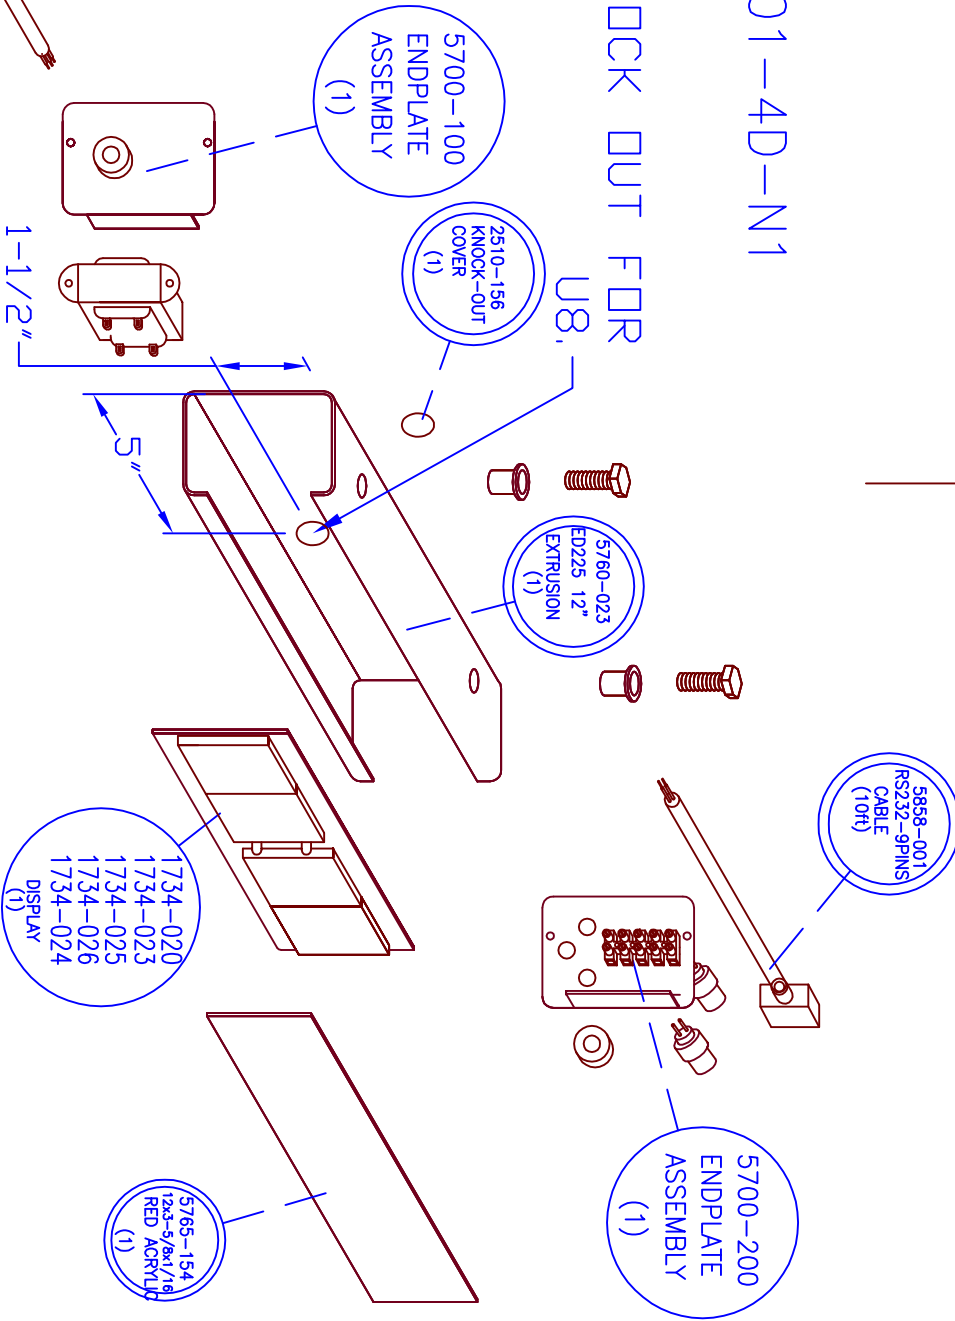 01-4D-N1
OCK OUT FOR
U8.
5700-100
ENDPLATE
ASSEMBLY
(1)
2510-156
KNOCK-OUT
COVER
(1)
1-1/2"
5"
5760-023
ED225 12"
EXTRUSION
(1)
5858-001
RS232-9PINS
CABLE
(10ft)
1734-020
1734-023
1734-025
1734-026
1734-024
DISPLAY
(1)
5700-200
ENDPLATE
ASSEMBLY
(1)
5765-154
12x3-5/8x1/16
RED ACRYLIC
(1)